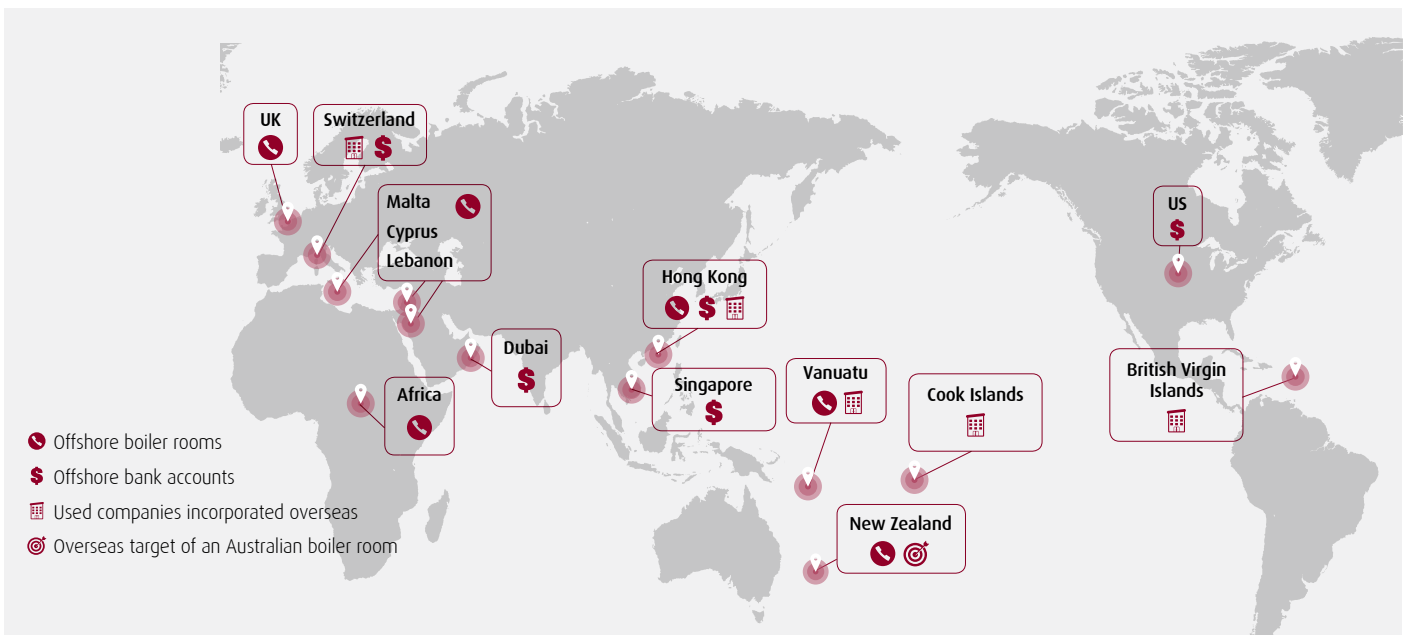 UK
Switzerland
Malta
Cyprus
Lebanon
US
Hong Kong
Dubai
Singapore
Vanuatu
Cook Islands
British Virgin
Islands
Africa
New Zealand
Offshore boiler rooms
Offshore bank accounts
Used companies incorporated overseas
Overseas target of an Australian boiler room